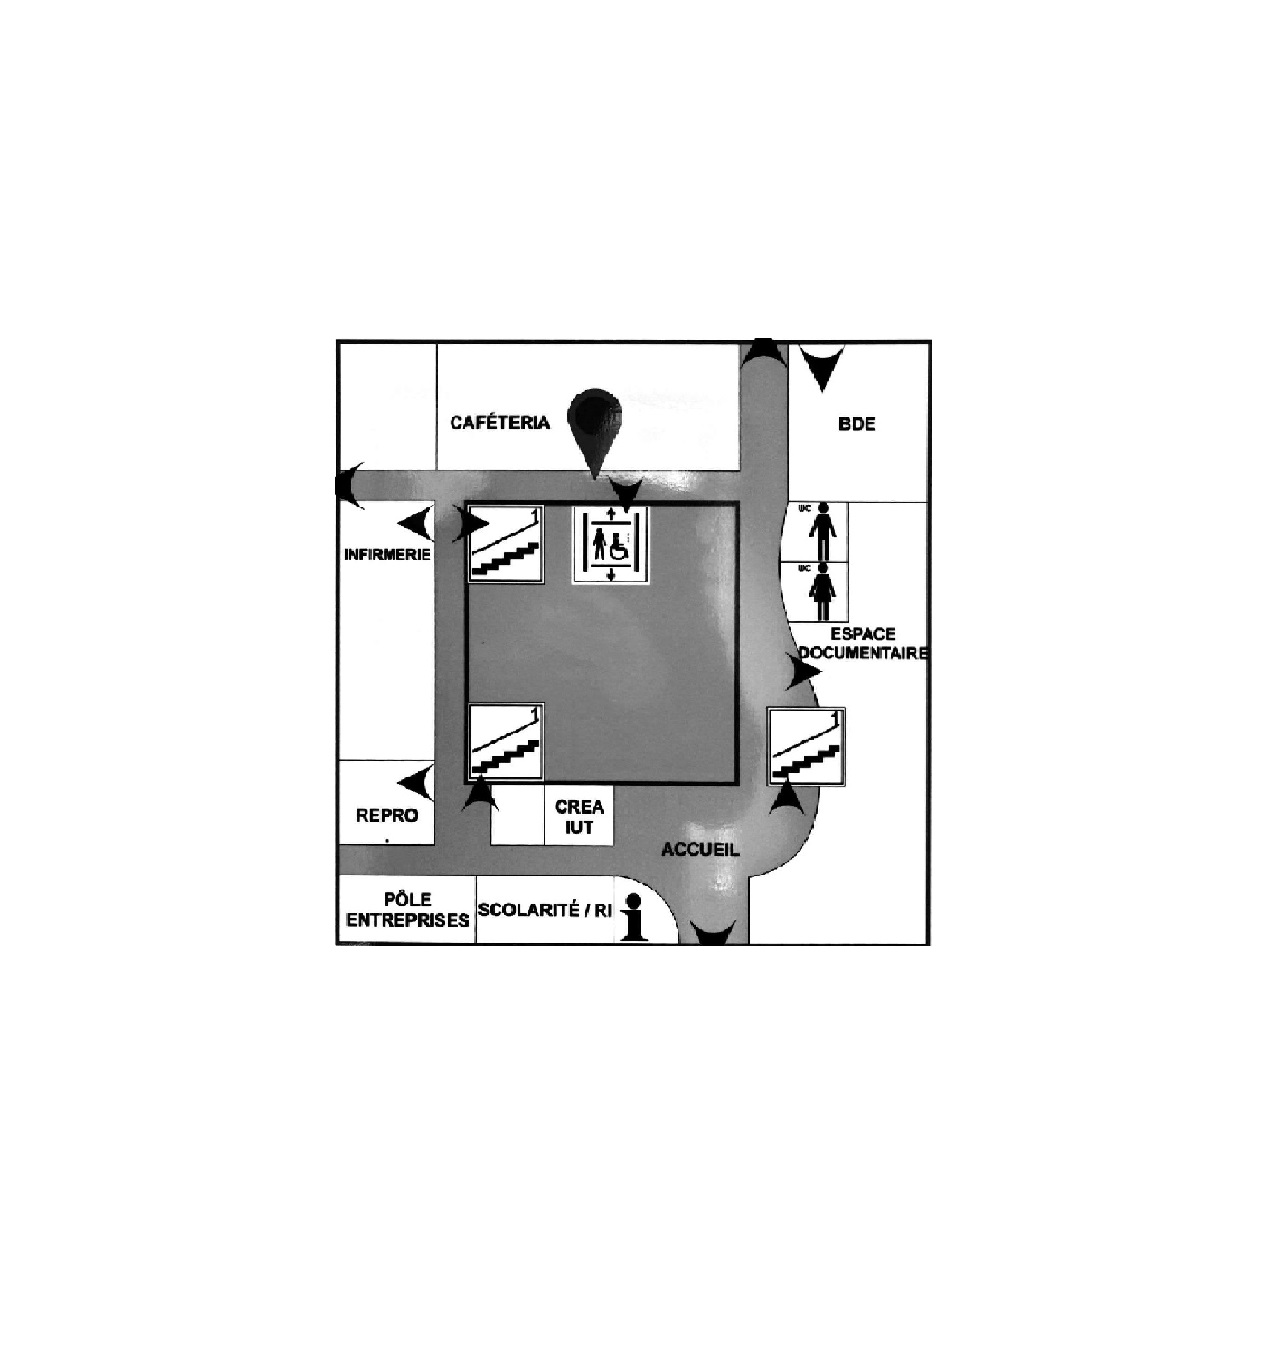 CAFÉTERIA
BDE
1
WC
INFIRMERIE
WC
ESPACE
DOCUMENTAIRE
1
1
CREA
IUT
REPRO
ACCUEIL
PÔLE
ENTREPRISES
SCOLARITÉ / RI
i